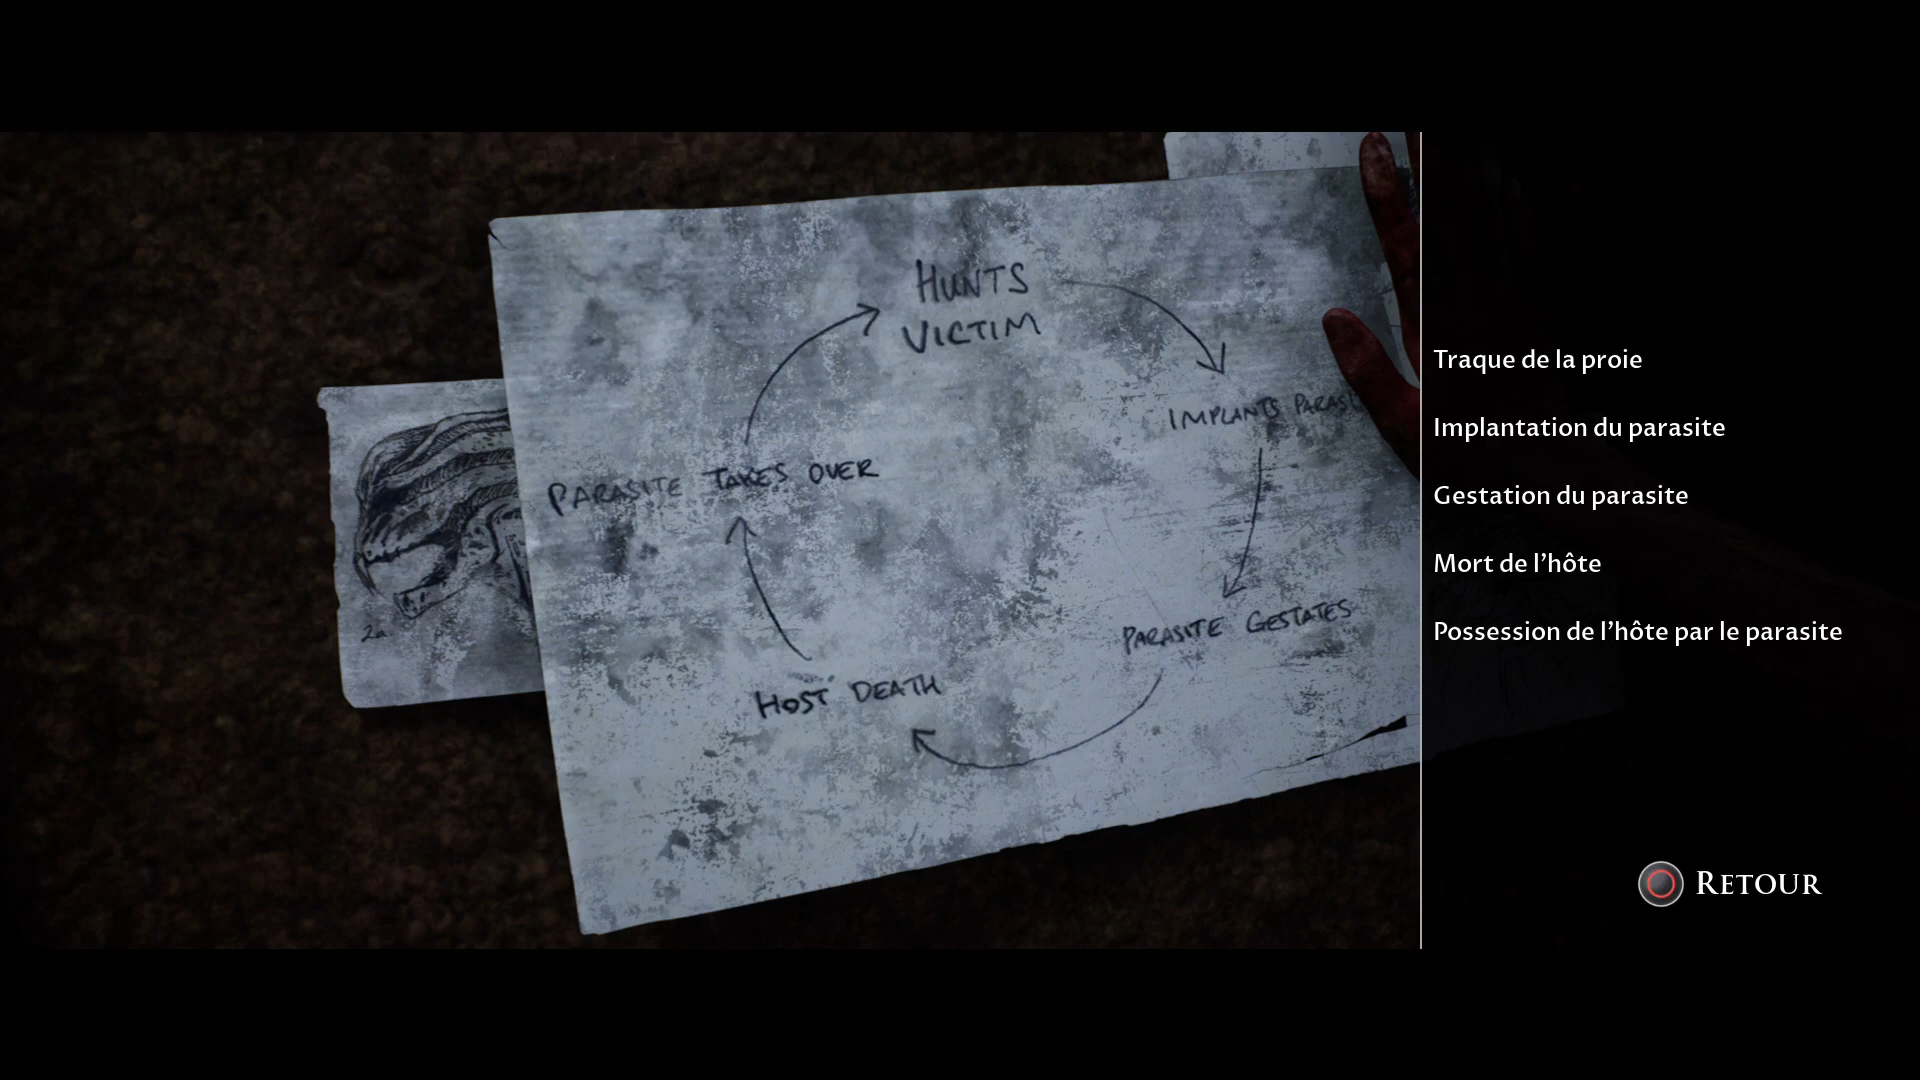 HUNTS
VICTIM
IMPLANTS
PARASITE TAKES OVER
PARASITE GESTATES
HOST DEATH
2a.
Traque de la proie
Implantation du parasite
Gestation du parasite
Mort de l'hôte
Possession de l'hôte par le parasite
RETOUR